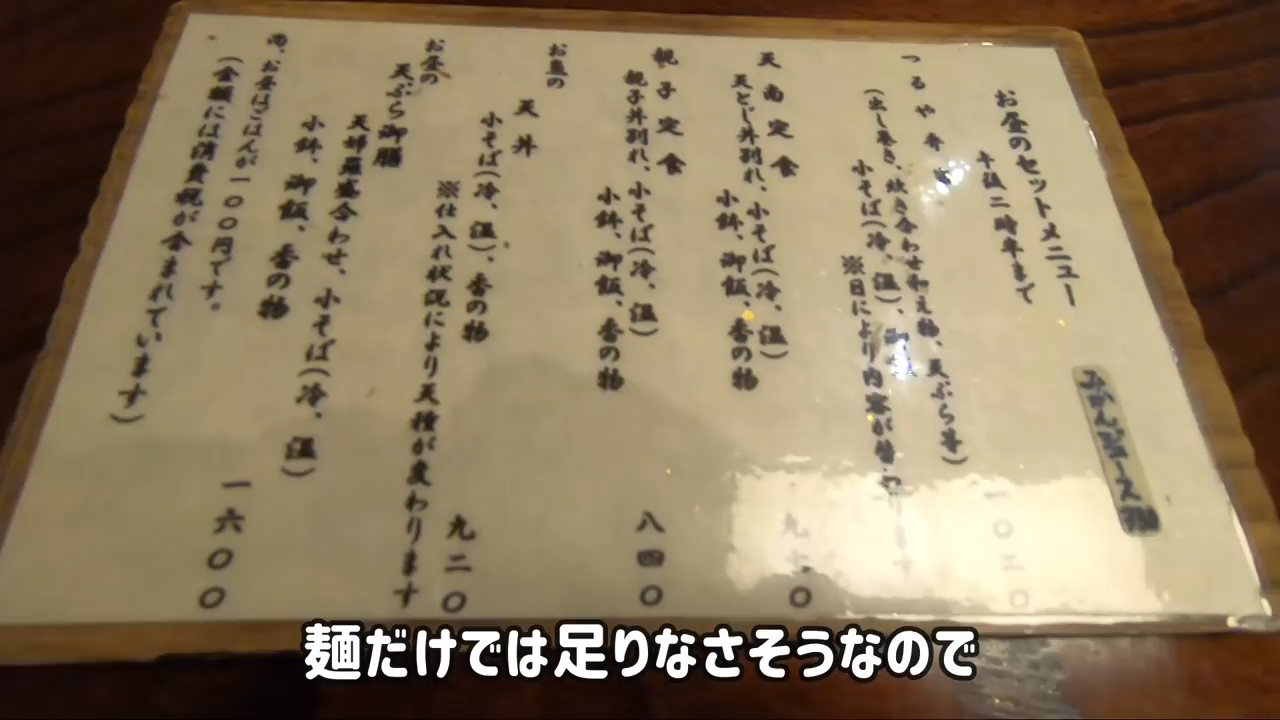 お昼のセットメニュー
午後二時半まで
みかんジュース
つるや弁当
(出し巻き、炊き合わせ和え物、天ぷら等)
小そば(冷、温)、
※日により内容が替わります
一〇二〇
天南定食
天とじ丼別れ、小そば(冷、温)
小鉢、御飯、香の物
親子定食
親子丼別れ、小そば(冷、温)
小鉢、御飯、香の物
八四〇
お昼の
天丼
小そば(冷、温)、香の物
※仕入れ状況により天種が変わります
九二〇
お昼の
天ぷら御膳
天婦羅盛合わせ、小そば(冷、温)
小鉢、御飯、香の物
一六〇〇
尚、お昼はごはんが一〇〇円です。
(金額には消費税が含まれています)
麺だけでは足りなさそうなので